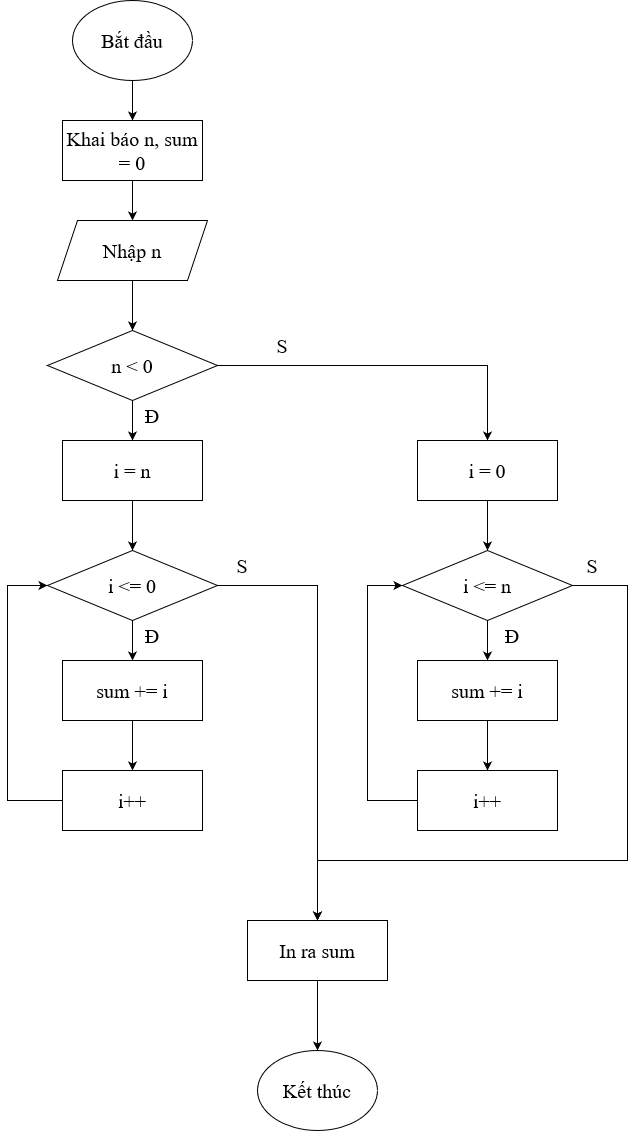 Bắt đầu
Khai báo n, sum
= 0
Nhập n
n < 0
S
Đ
i = n
i = 0
i <= 0
S
Đ
i <= n
S
Đ
sum += i
sum += i
i++
i++
In ra sum
Kết thúc